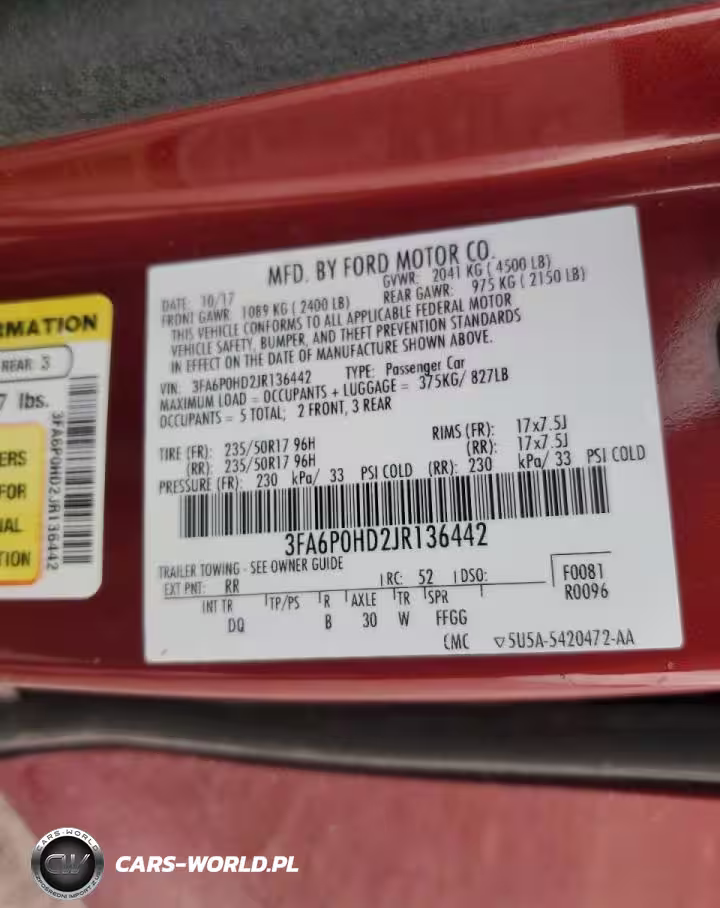 MFD. BY FORD MOTOR CO.
DATE: 10/17 GVWR: 2041 KG ( 4500 LB)
FRONT GAWR: 1089 KG ( 2400 LB) REAR GAWR: 975 KG ( 2150 LB)
THIS VEHICLE CONFORMS TO ALL APPLICABLE FEDERAL MOTOR
VEHICLE SAFETY, BUMPER, AND THEFT PREVENTION STANDARDS
IN EFFECT ON THE DATE OF MANUFACTURE SHOWN ABOVE.
VIN: 3FA6P0HD2JR136442 TYPE: Passenger Car
MAXIMUM LOAD = OCCUPANTS + LUGGAGE = 375KG/ 827LB
OCCUPANTS = 5 TOTAL; 2 FRONT, 3 REAR
TIRE (FR): 235/50R17 96H RIMS (FR): 17x7.5J
(RR): 235/50R17 96H (RR): 17x7.5J
PRESSURE (FR): 230 kPa/ 33 PSI COLD (RR): 230 kPa/ 33 PSI COLD
3FA6P0HD2JR136442
TRAILER TOWING - SEE OWNER GUIDE
EXT PNT: RR RC: 52 DSO: F0081
INT TR TP/PS R AXLE TR SPR R0096
DQ B 30 W FFGG
CMC ▽5U5A-5420472-AA
RMATION
REAR 3
7 lbs.
ERS
FOR
NAL
TION
3FA6P0HD2JR136442
CARS-WORLD
CW
BEZPOŚREDNI IMPORT Z USA
CARS-WORLD.PL